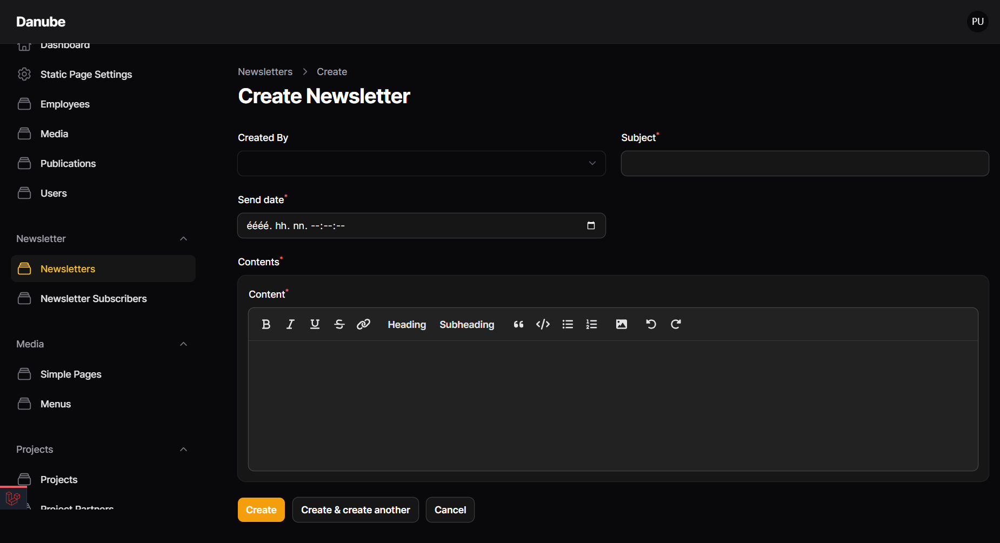 Danube
PU
Dashboard
Static Page Settings
Employees
Media
Publications
Users
Newsletter
Newsletters
Newsletter Subscribers
Media
Simple Pages
Menus
Projects
Projects
Project Partners
Newsletters > Create
Create Newsletter
Created By
Subject*
Send date*
éééé. hh. nn. --:--:--
Contents*
Content*
Heading Subheading
Create
Create & create another
Cancel